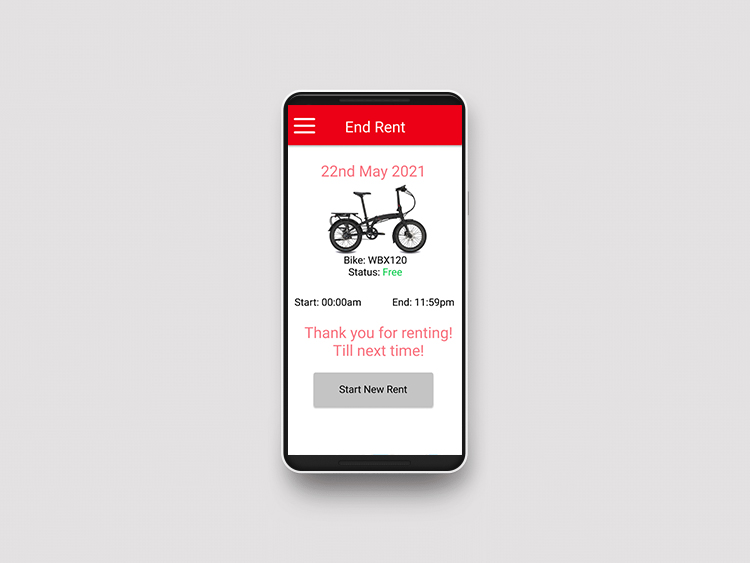 End Rent
22nd May 2021
Bike: WBX120
Status: Free
Start: 00:00am End: 11:59pm
Thank you for renting!
Till next time!
Start New Rent